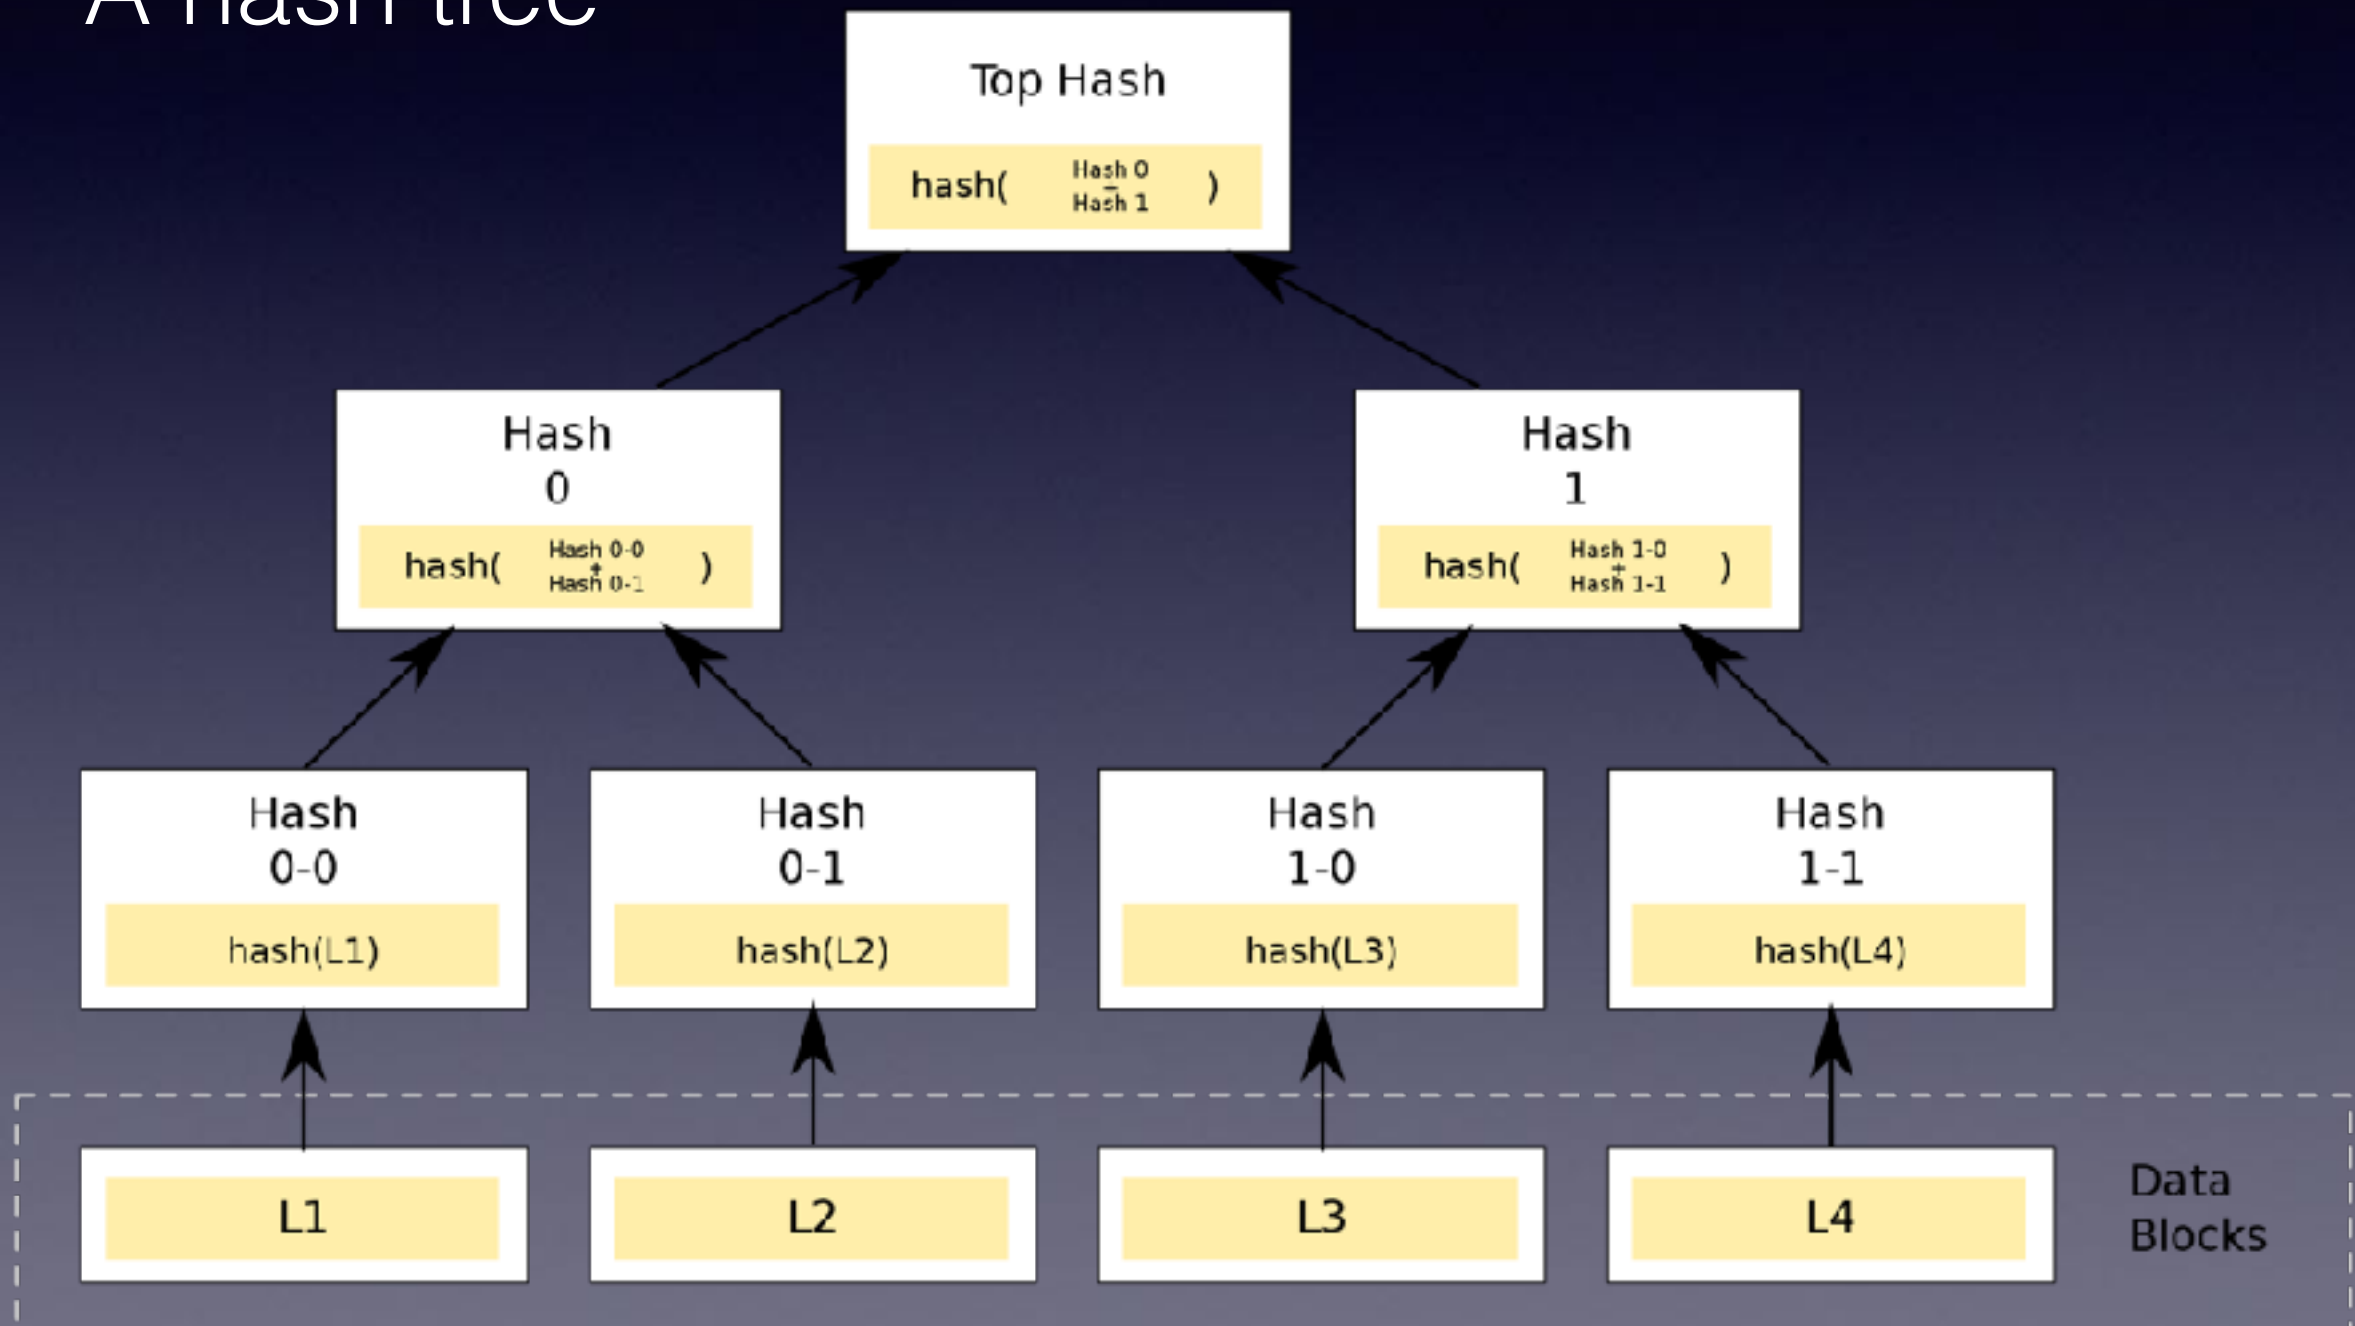 A hash tree
Top Hash
hash( Hash 0
+
Hash 1 )
Hash
0
hash( Hash 0-0
+
Hash 0-1 )
Hash
1
hash( Hash 1-0
+
Hash 1-1 )
Hash
0-0
hash(L1)
Hash
0-1
hash(L2)
Hash
1-0
hash(L3)
Hash
1-1
hash(L4)
L1
L2
L3
L4
Data
Blocks